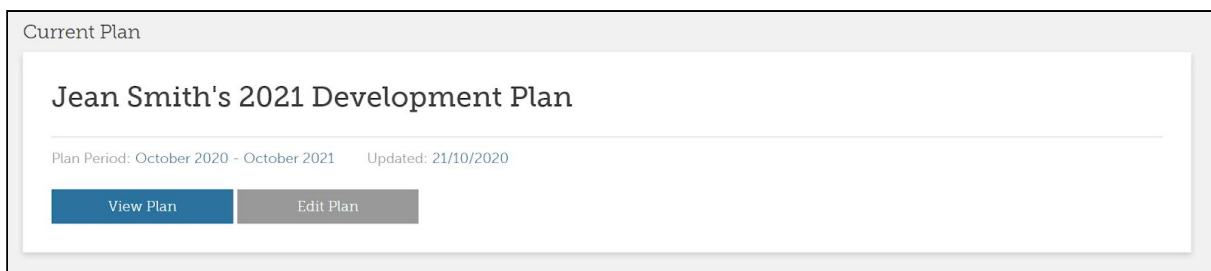 Current Plan
Jean Smith's 2021 Development Plan
Plan Period: October 2020 - October 2021 Updated: 21/10/2020
View Plan Edit Plan